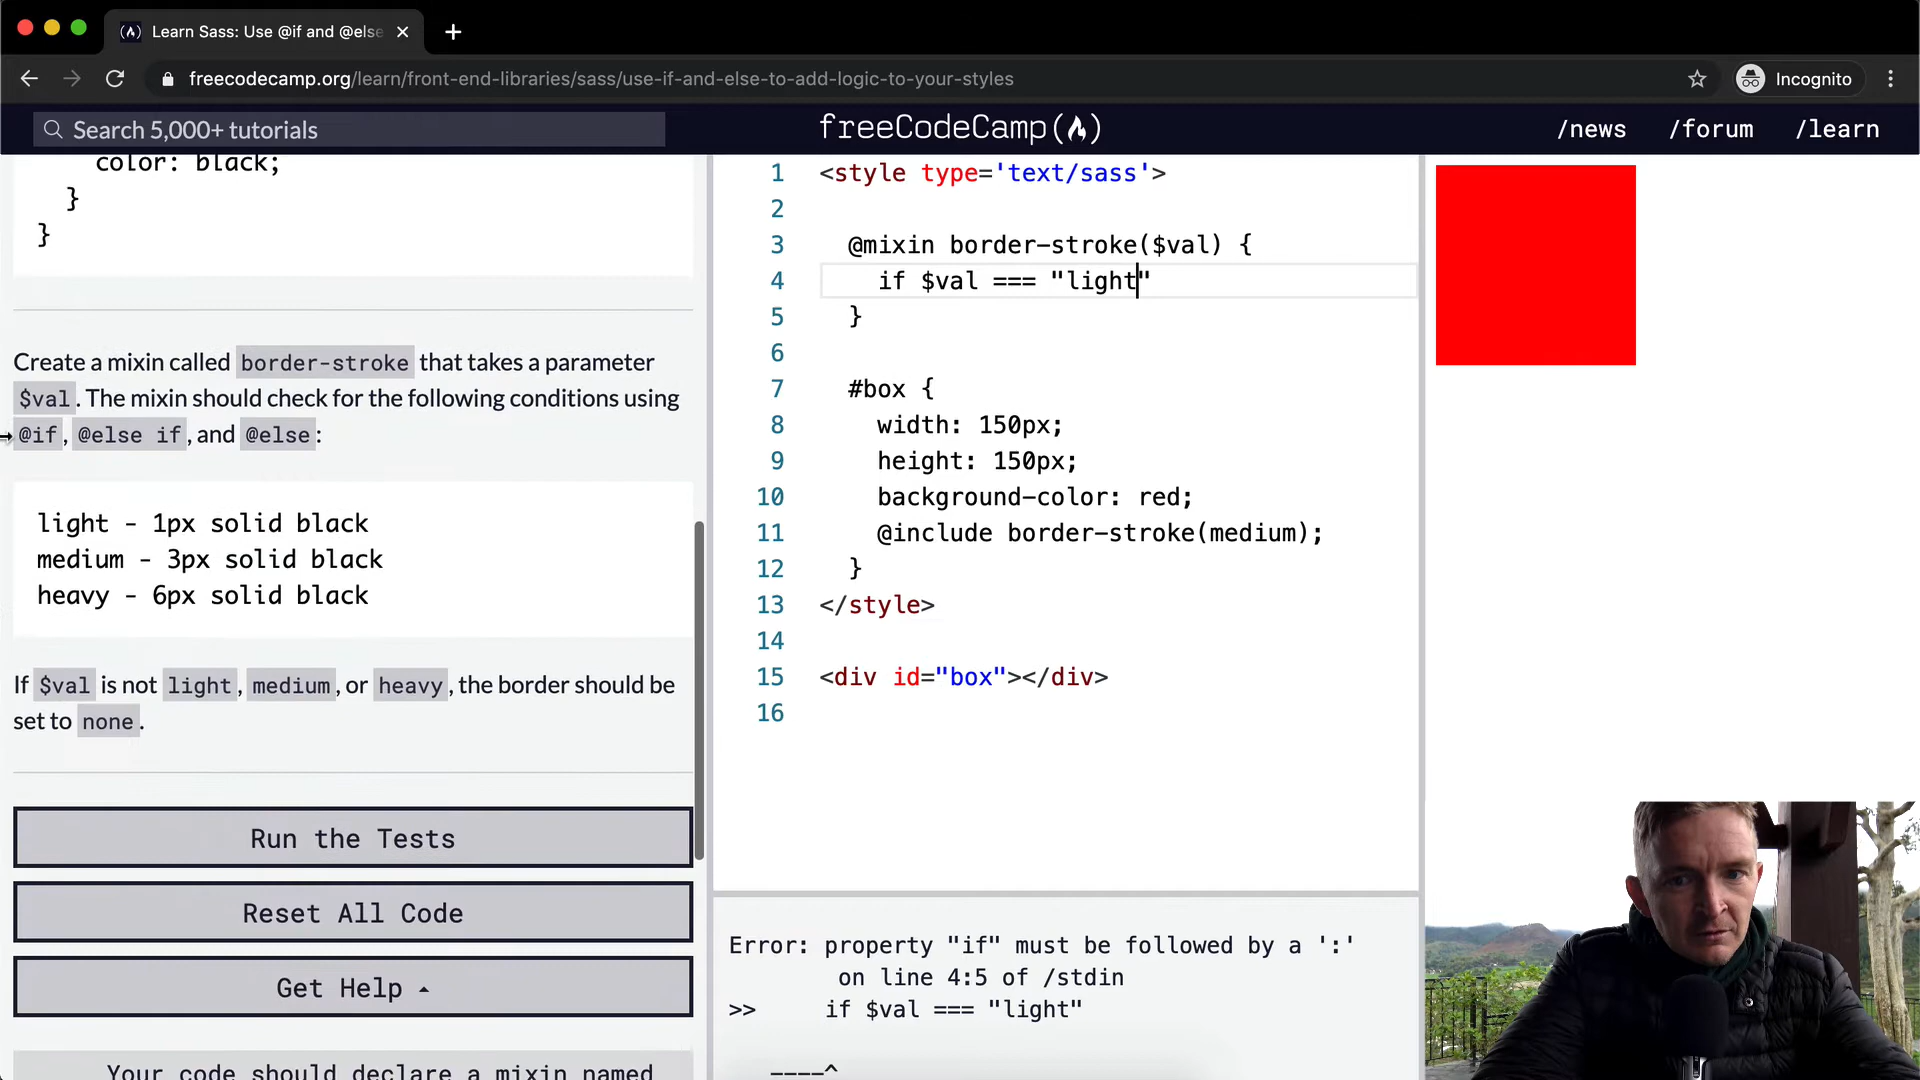 Learn Sass: Use @if and @else
freecodecamp.org/learn/front-end-libraries/sass/use-if-and-else-to-add-logic-to-your-styles
Incognito
Search 5,000+ tutorials
freeCodeCamp
/news /forum /learn
color: black;
}
}
Create a mixin called border-stroke that takes a parameter
$val. The mixin should check for the following conditions using
@if, @else if, and @else:
light - 1px solid black
medium - 3px solid black
heavy - 6px solid black
If $val is not light, medium, or heavy, the border should be
set to none.
Run the Tests
Reset All Code
Get Help
Your code should declare a mixin named
1 <style type='text/sass'>
2
3 @mixin border-stroke($val) {
4 if $val === "light"
5 }
6
7 #box {
8 width: 150px;
9 height: 150px;
10 background-color: red;
11 @include border-stroke(medium);
12 }
13 </style>
14
15 <div id="box"></div>
16
Error: property "if" must be followed by a ':'
on line 4:5 of /stdin
>> if $val === "light"
----^